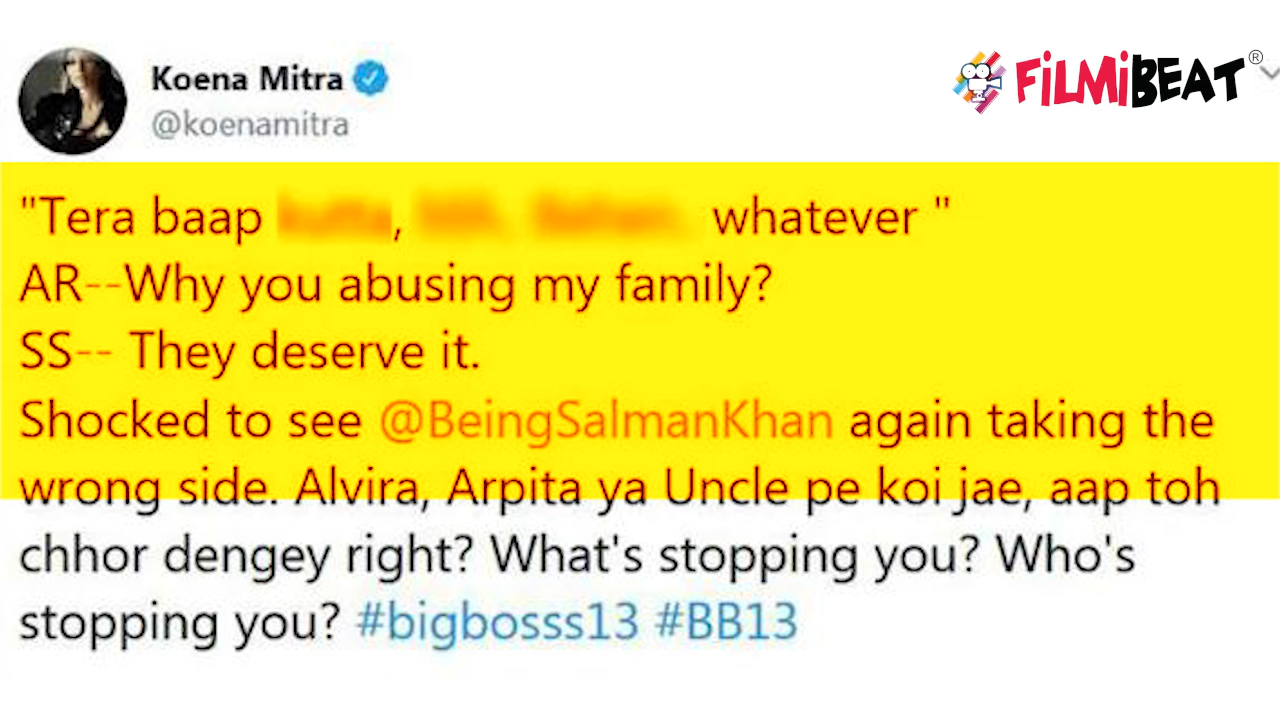 Koena Mitra
FiLMiBEAT®
@koenamitra
"Tera baap , whatever "
AR--Why you abusing my family?
SS-- They deserve it.
Shocked to see @BeingSalmanKhan again taking the
wrong side. Alvira, Arpita ya Uncle pe koi jae, aap toh
chhor dengey right? What's stopping you? Who's
stopping you? #bigbosss13 #BB13